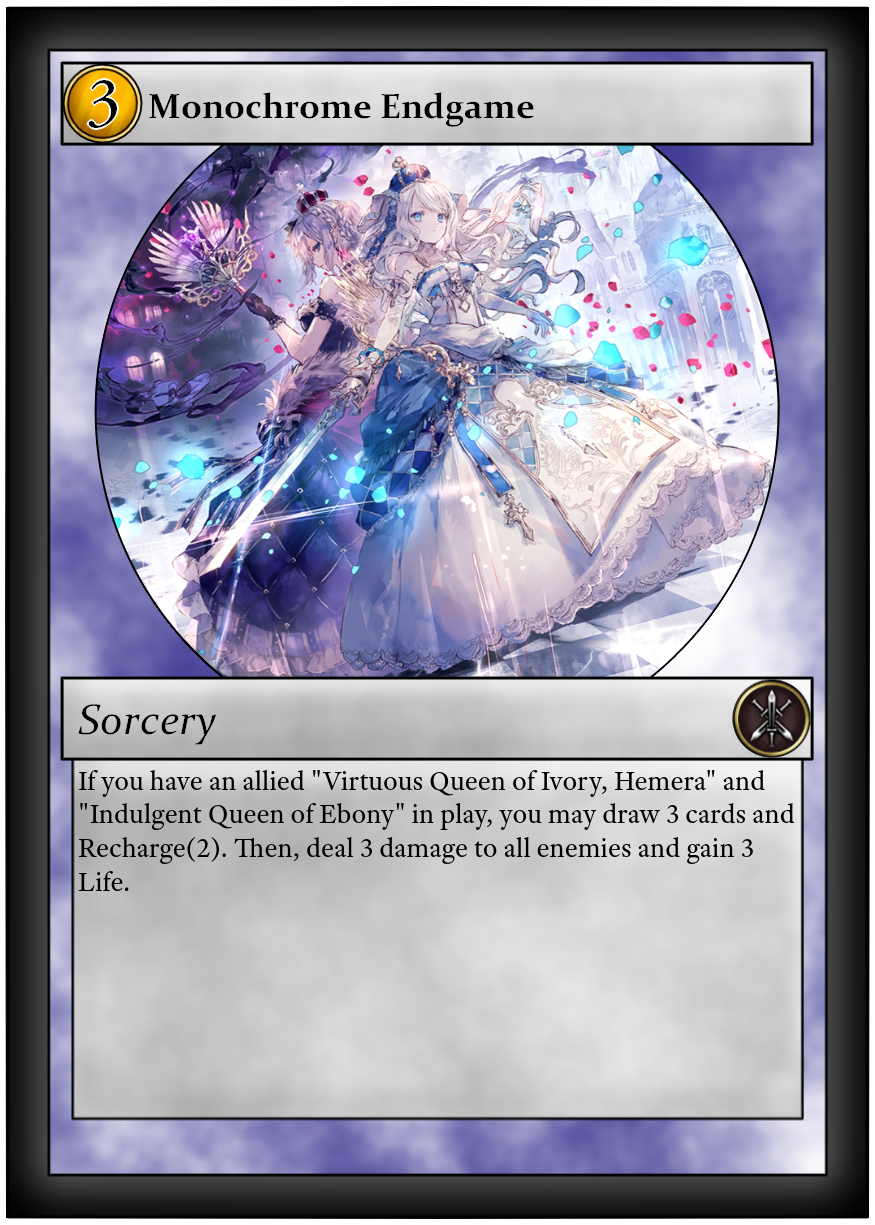 3 Monochrome Endgame
Sorcery
If you have an allied "Virtuous Queen of Ivory, Hemera" and
"Indulgent Queen of Ebony" in play, you may draw 3 cards and
Recharge(2). Then, deal 3 damage to all enemies and gain 3
Life.